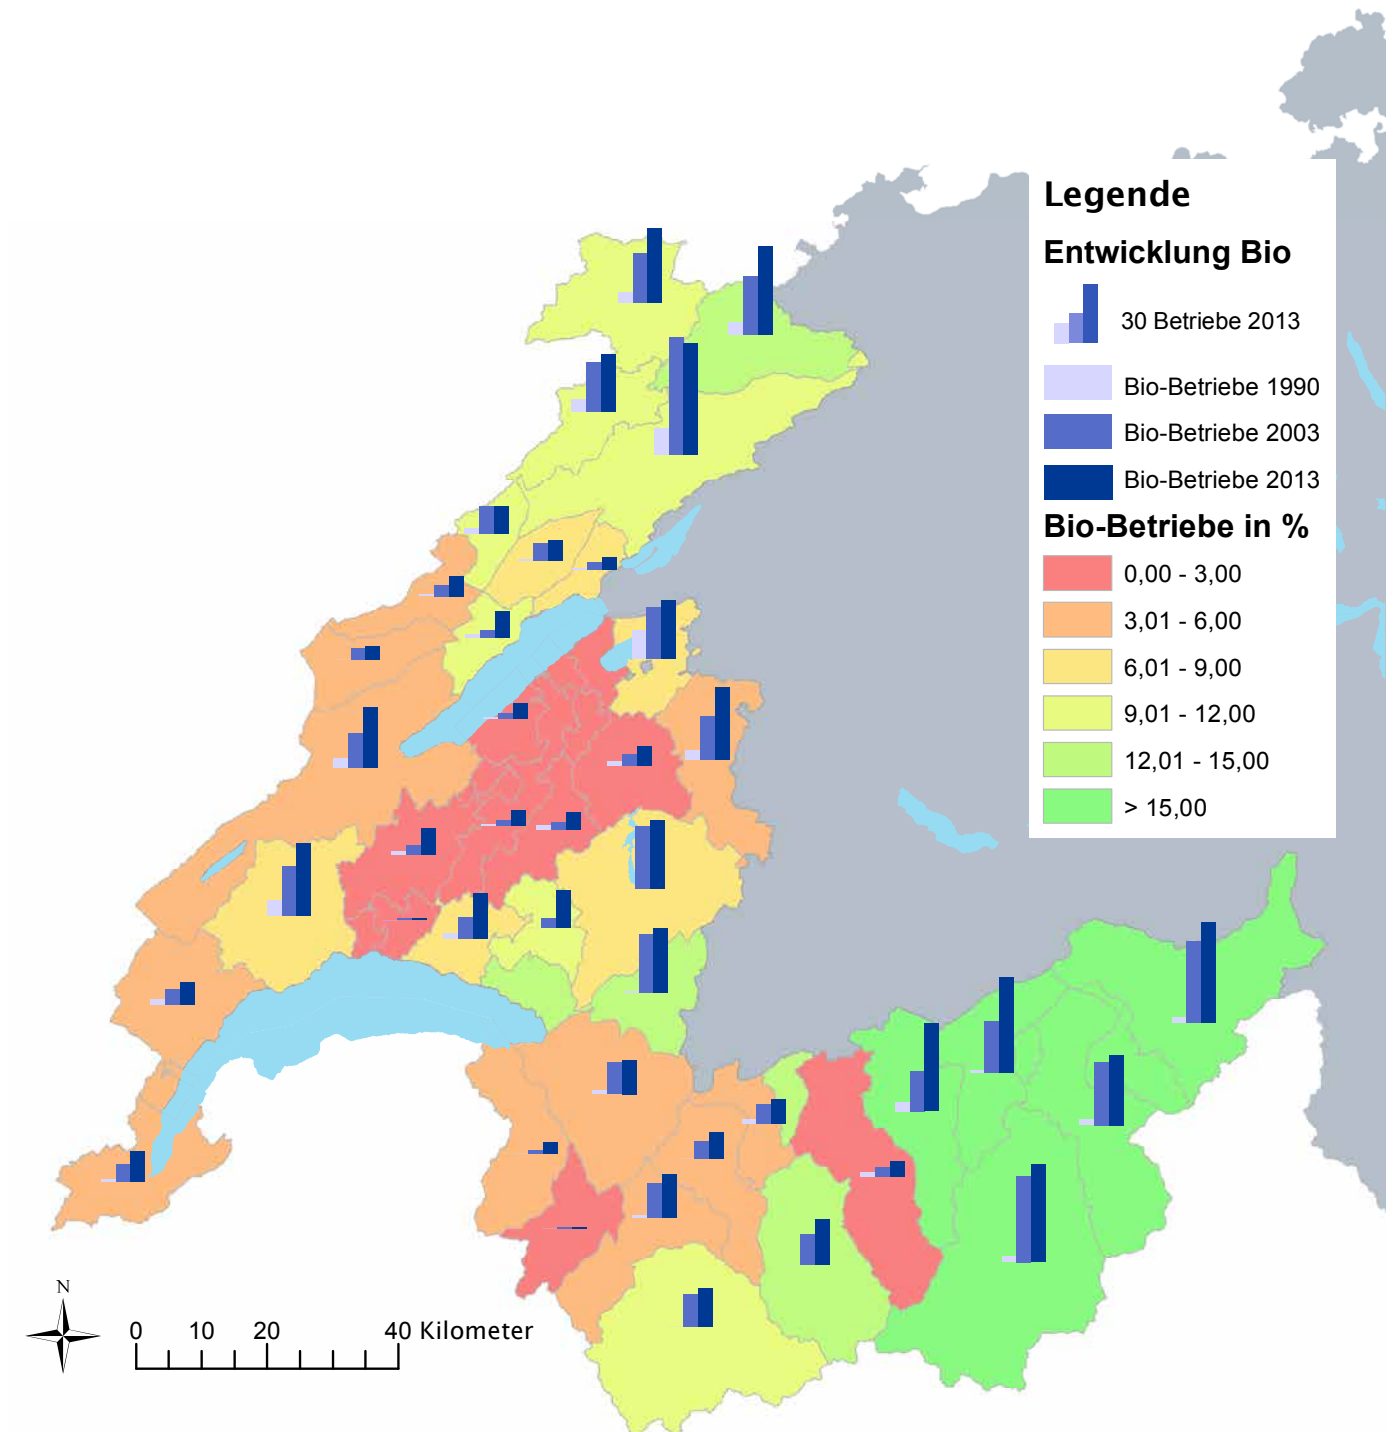 Legende
Entwicklung Bio
30 Betriebe 2013
Bio-Betriebe 1990
Bio-Betriebe 2003
Bio-Betriebe 2013
Bio-Betriebe in %
0,00 - 3,00
3,01 - 6,00
6,01 - 9,00
9,01 - 12,00
12,01 - 15,00
> 15,00
N
0 10 20 40 Kilometer